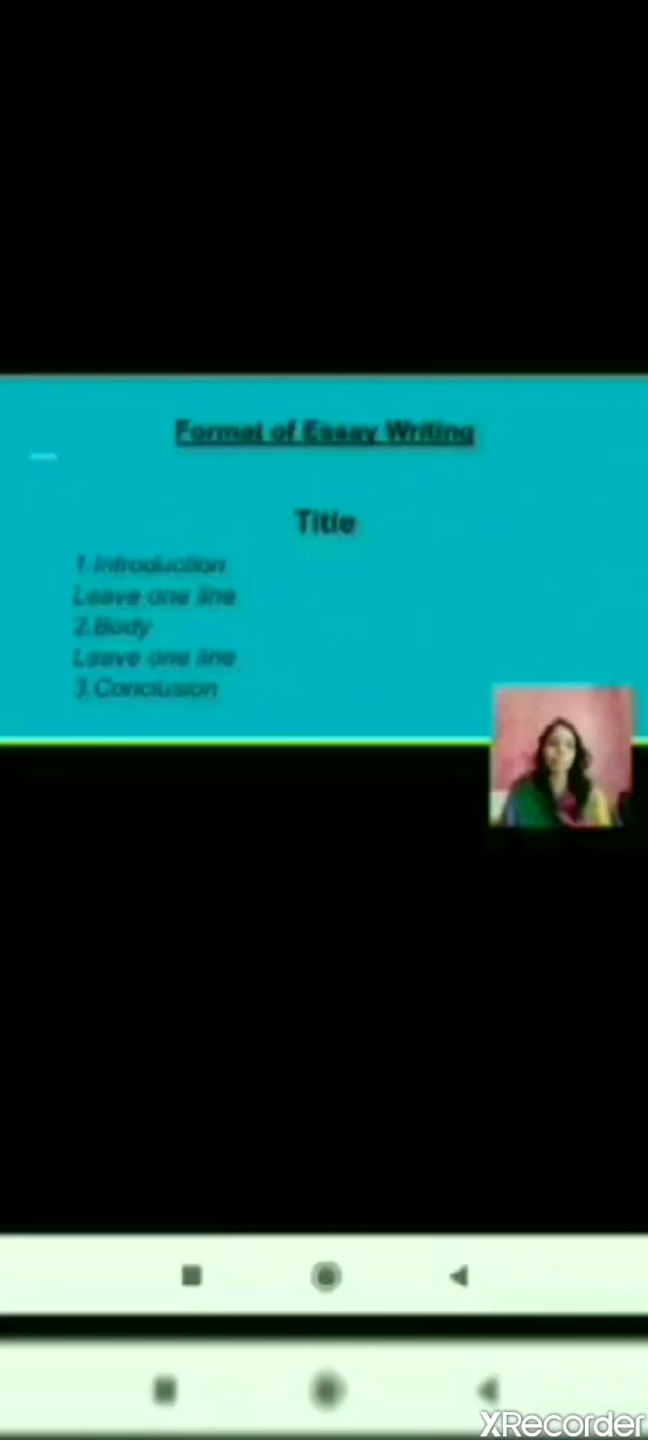 Format of Essay Writing
Title
1.Introduction
Leave one line
2.Body
Leave one line
3.Conclusion
XRecorder